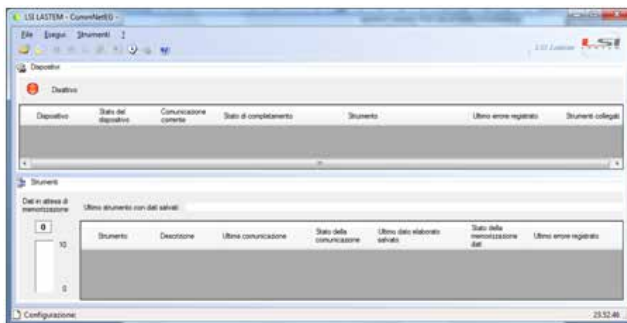 LSI LASTEM - CommNetEG -
File Esegui Strumenti ?
LSI Lastem LSI
Dispositivi
Disattivo
Dispositivo Stato del dispositivo Comunicazione corrente Stato di completamento Strumento Ultimo errore registrato Strumenti collegati
Strumenti
Dati in attesa di memorizzazione
Ultimo strumento con dati salvati:
0
10
0
Strumento Descrizione Ultima comunicazione Stato della comunicazione Ultimo dato elaborato salvato Stato della memorizzazione dati Ultimo errore registrato
Configurazione: 23.52.46